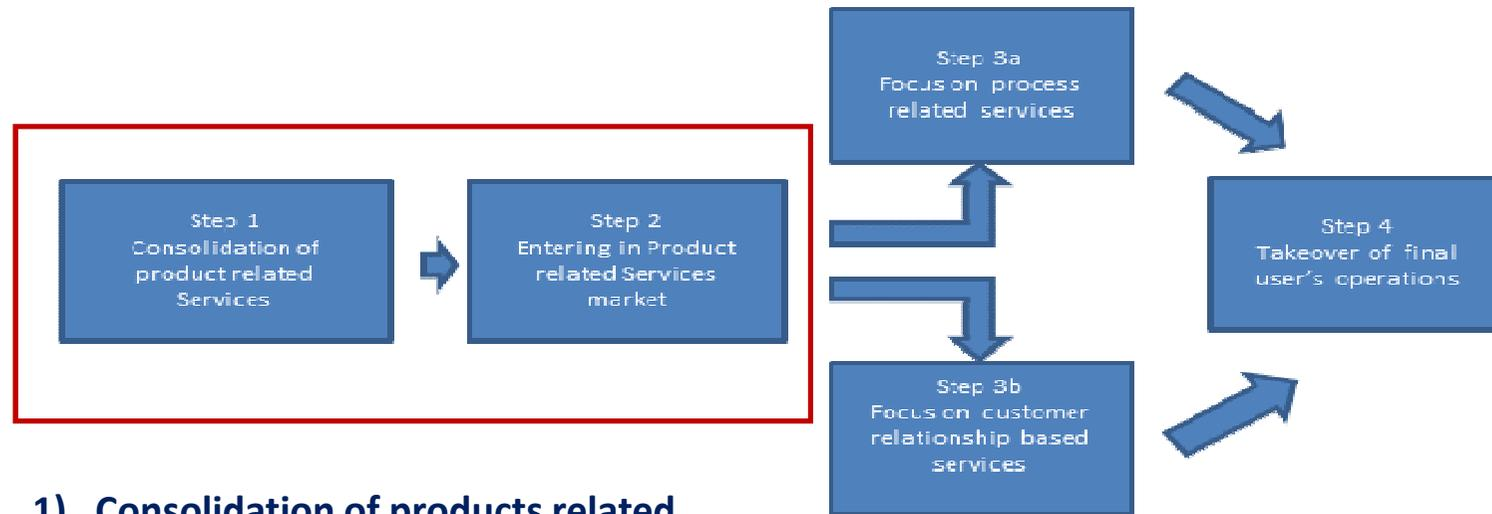 Step 3a
Focus on process
related services
Step 1
Consolidation of
product related
Services
Step 2
Entering in Product
related Services
market
Step 4
Takeover of final
user's operations
Step 3b
Focus on customer
relationship based
services
1) Consolidation of products related